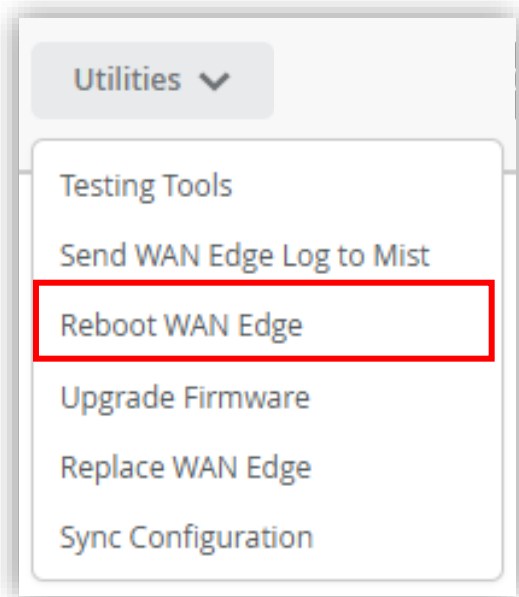 Utilities
Testing Tools
Send WAN Edge Log to Mist
Reboot WAN Edge
Upgrade Firmware
Replace WAN Edge
Sync Configuration